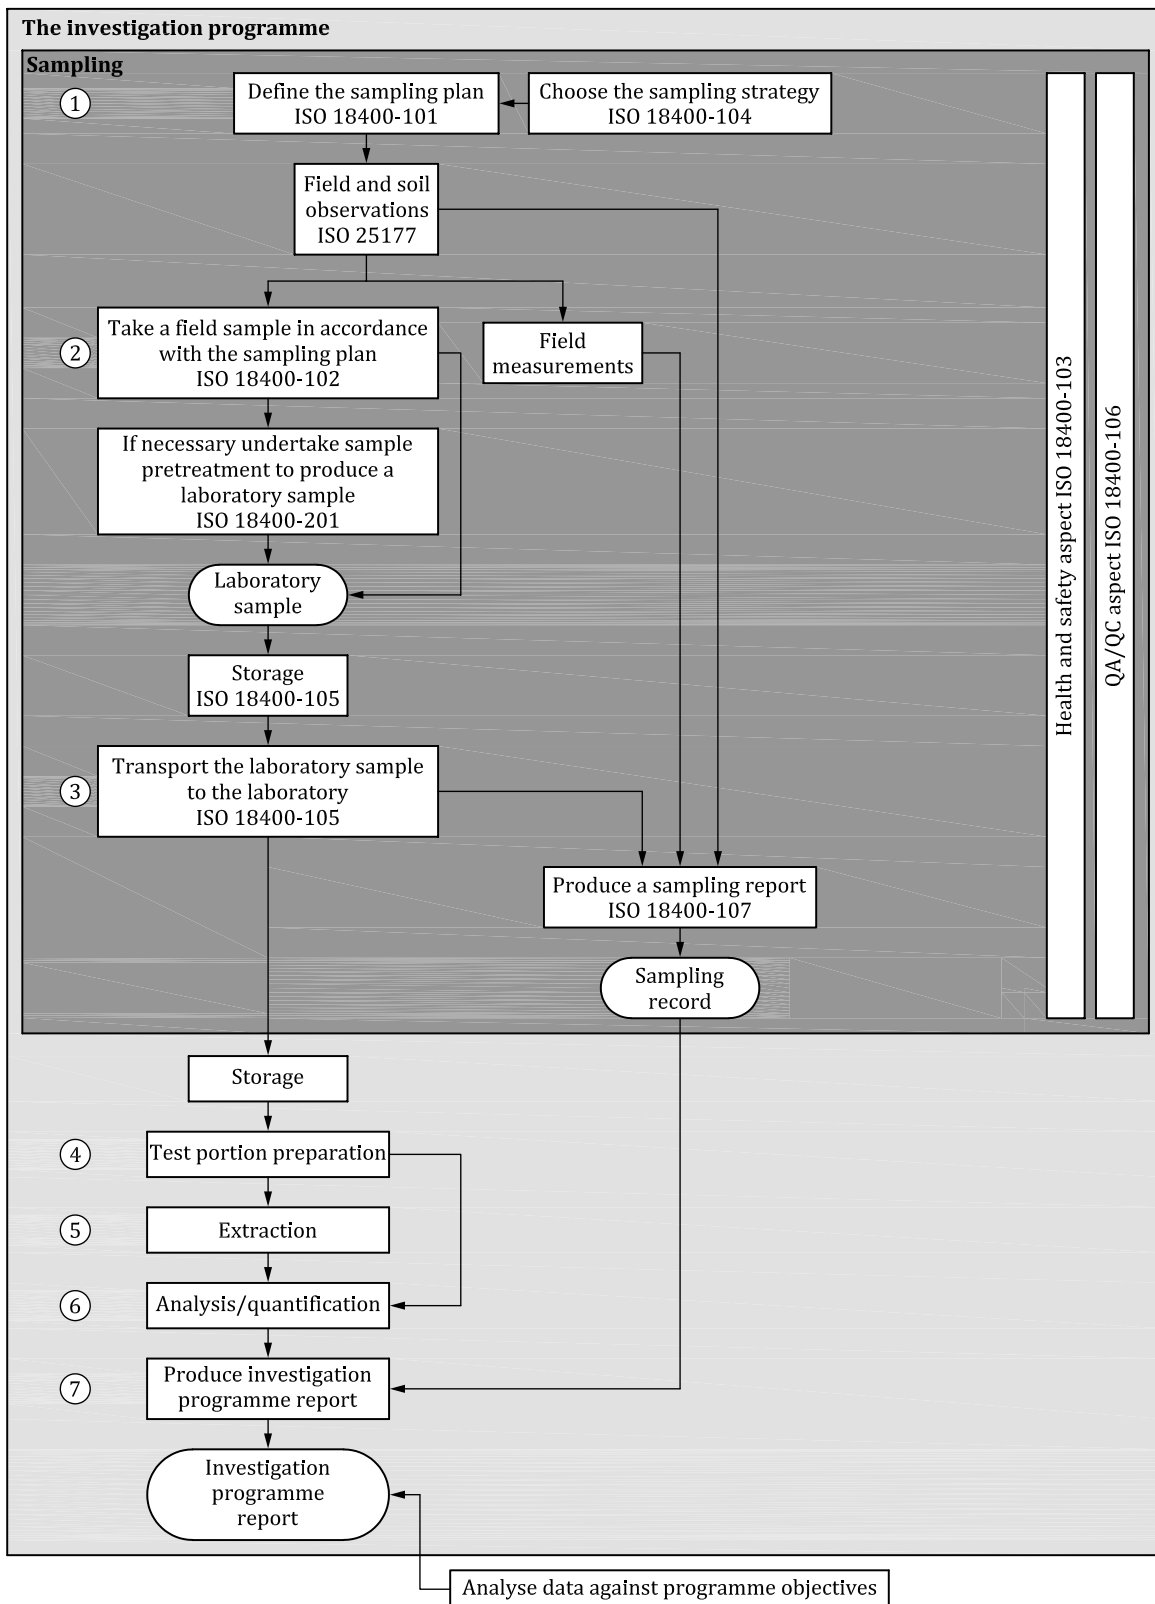 The investigation programme
Sampling
1
Define the sampling plan
ISO 18400-101
Choose the sampling strategy
ISO 18400-104
Field and soil
observations
ISO 25177
2
Take a field sample in accordance
with the sampling plan
ISO 18400-102
Field
measurements
If necessary undertake sample
pretreatment to produce a
laboratory sample
ISO 18400-201
Laboratory
sample
Storage
ISO 18400-105
3
Transport the laboratory sample
to the laboratory
ISO 18400-105
Produce a sampling report
ISO 18400-107
Sampling
record
Health and safety aspect ISO 18400-103
QA/QC aspect ISO 18400-106
Storage
4
Test portion preparation
5
Extraction
6
Analysis/quantification
7
Produce investigation
programme report
Investigation
programme
report
Analyse data against programme objectives